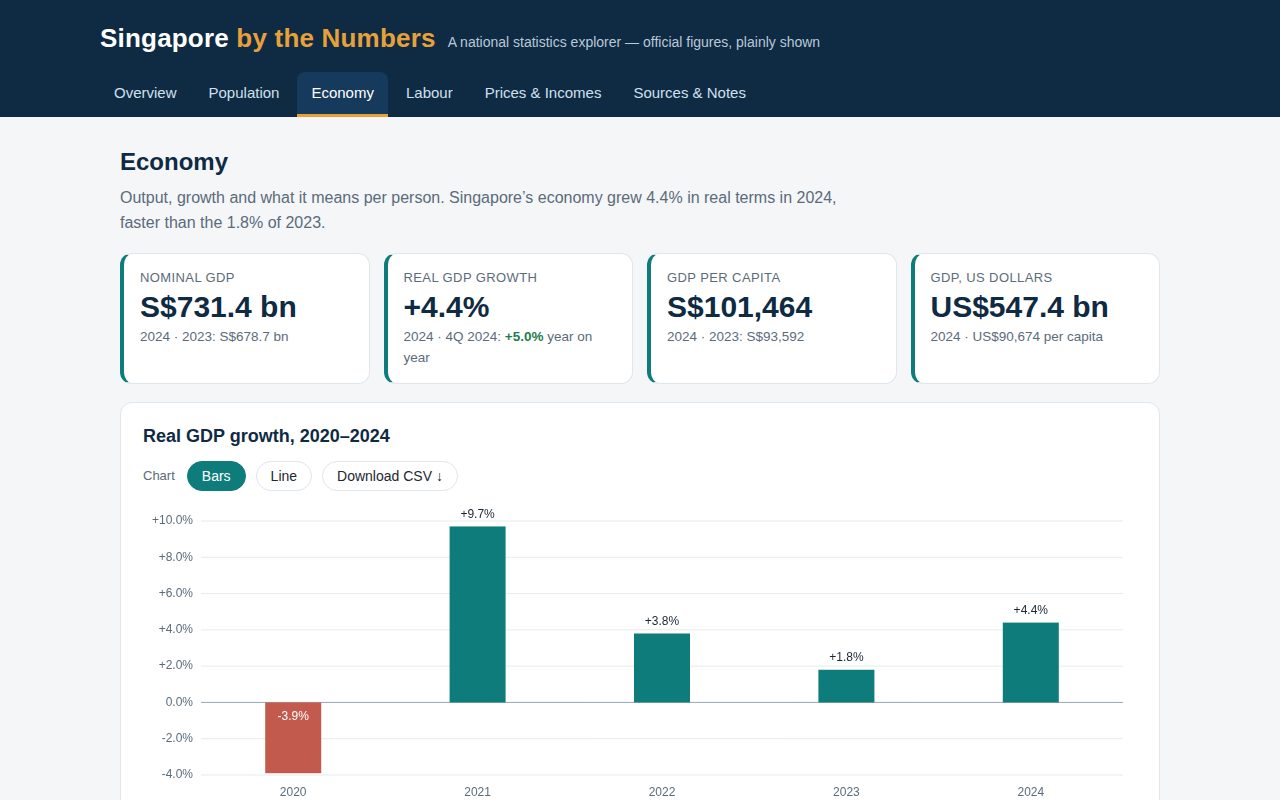 Singapore by the Numbers A national statistics explorer — official figures, plainly shown
Overview Population Economy Labour Prices & Incomes Sources & Notes
Economy
Output, growth and what it means per person. Singapore’s economy grew 4.4% in real terms in 2024,
faster than the 1.8% of 2023.
NOMINAL GDP
S$731.4 bn
2024 · 2023: S$678.7 bn
REAL GDP GROWTH
+4.4%
2024 · 4Q 2024: +5.0% year on
year
GDP PER CAPITA
S$101,464
2024 · 2023: S$93,592
GDP, US DOLLARS
US$547.4 bn
2024 · US$90,674 per capita
Real GDP growth, 2020–2024
Chart Bars Line Download CSV ↓
+10.0%
+8.0%
+6.0%
+4.0%
+2.0%
0.0%
-2.0%
-4.0%
-3.9%
+9.7%
+3.8%
+1.8%
+4.4%
2020 2021 2022 2023 2024